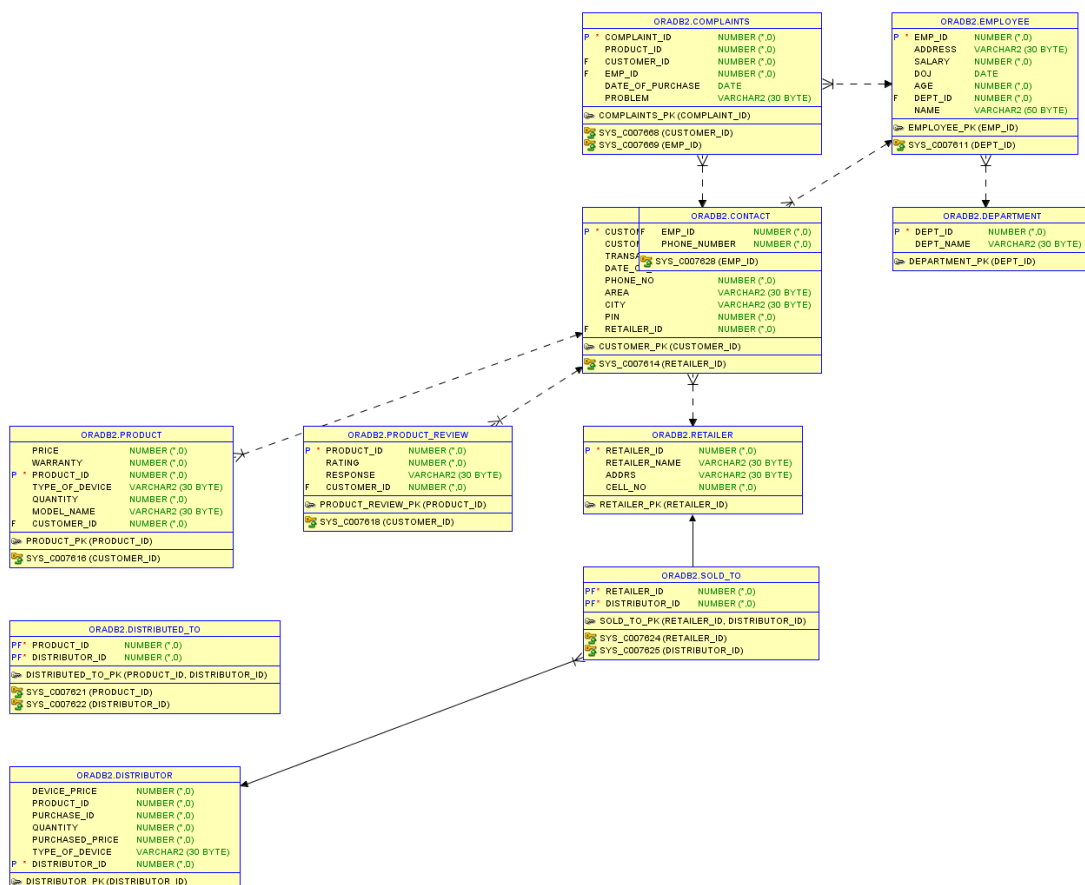 ORADB2.COMPLAINTS
P * COMPLAINT_ID NUMBER (*,0)
PRODUCT_ID NUMBER (*,0)
F CUSTOMER_ID NUMBER (*,0)
F EMP_ID NUMBER (*,0)
DATE_OF_PURCHASE DATE
PROBLEM VARCHAR2 (30 BYTE)
COMPLAINTS_PK (COMPLAINT_ID)
SYS_C007668 (CUSTOMER_ID)
SYS_C007669 (EMP_ID)
ORADB2.EMPLOYEE
P * EMP_ID NUMBER (*,0)
ADDRESS VARCHAR2 (30 BYTE)
SALARY NUMBER (*,0)
DOJ DATE
AGE NUMBER (*,0)
F DEPT_ID NUMBER (*,0)
NAME VARCHAR2 (50 BYTE)
EMPLOYEE_PK (EMP_ID)
SYS_C007611 (DEPT_ID)
ORADB2.CONTACT
F EMP_ID NUMBER (*,0)
PHONE_NUMBER NUMBER (*,0)
SYS_C007628 (EMP_ID)
P *
PHONE_NO NUMBER (*,0)
AREA VARCHAR2 (30 BYTE)
CITY VARCHAR2 (30 BYTE)
PIN NUMBER (*,0)
F RETAILER_ID NUMBER (*,0)
CUSTOMER_PK (CUSTOMER_ID)
SYS_C007614 (RETAILER_ID)
ORADB2.DEPARTMENT
P * DEPT_ID NUMBER (*,0)
DEPT_NAME VARCHAR2 (30 BYTE)
DEPARTMENT_PK (DEPT_ID)
ORADB2.PRODUCT
PRICE NUMBER (*,0)
WARRANTY NUMBER (*,0)
P * PRODUCT_ID NUMBER (*,0)
TYPE_OF_DEVICE VARCHAR2 (30 BYTE)
QUANTITY NUMBER (*,0)
MODEL_NAME VARCHAR2 (30 BYTE)
F CUSTOMER_ID NUMBER (*,0)
PRODUCT_PK (PRODUCT_ID)
SYS_C007616 (CUSTOMER_ID)
ORADB2.PRODUCT_REVIEW
P * PRODUCT_ID NUMBER (*,0)
RATING NUMBER (*,0)
RESPONSE VARCHAR2 (30 BYTE)
F CUSTOMER_ID NUMBER (*,0)
PRODUCT_REVIEW_PK (PRODUCT_ID)
SYS_C007618 (CUSTOMER_ID)
ORADB2.RETAILER
P * RETAILER_ID NUMBER (*,0)
RETAILER_NAME VARCHAR2 (30 BYTE)
ADDRS VARCHAR2 (30 BYTE)
CELL_NO NUMBER (*,0)
RETAILER_PK (RETAILER_ID)
ORADB2.SOLD_TO
PF* RETAILER_ID NUMBER (*,0)
PF* DISTRIBUTOR_ID NUMBER (*,0)
SOLD_TO_PK (RETAILER_ID, DISTRIBUTOR_ID)
SYS_C007624 (RETAILER_ID)
SYS_C007625 (DISTRIBUTOR_ID)
ORADB2.DISTRIBUTED_TO
PF* PRODUCT_ID NUMBER (*,0)
PF* DISTRIBUTOR_ID NUMBER (*,0)
DISTRIBUTED_TO_PK (PRODUCT_ID, DISTRIBUTOR_ID)
SYS_C007621 (PRODUCT_ID)
SYS_C007622 (DISTRIBUTOR_ID)
ORADB2.DISTRIBUTOR
DEVICE_PRICE NUMBER (*,0)
PRODUCT_ID NUMBER (*,0)
PURCHASE_ID NUMBER (*,0)
QUANTITY NUMBER (*,0)
PURCHASED_PRICE NUMBER (*,0)
TYPE_OF_DEVICE VARCHAR2 (30 BYTE)
P * DISTRIBUTOR_ID NUMBER (*,0)
DISTRIBUTOR_PK (DISTRIBUTOR_ID)